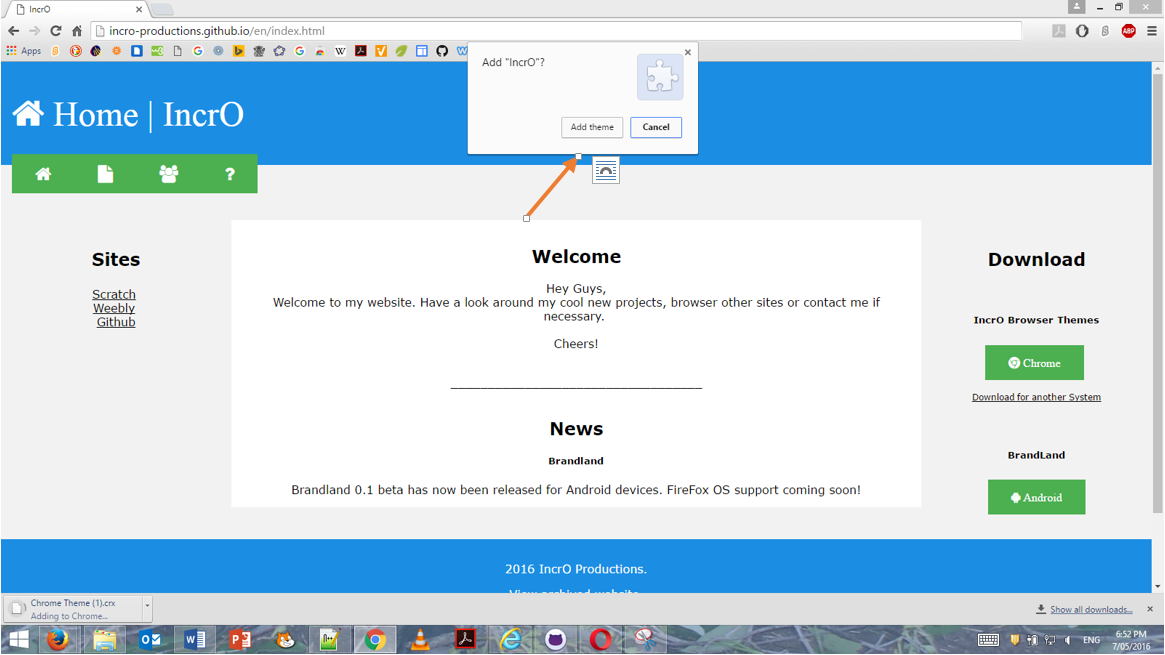 IncrO
incro-productions.github.io/en/index.html
ABP
Apps
Add "IncrO"?
Add theme
Cancel
Home | IncrO
?
Sites
Scratch
Weebly
Github
Welcome
Hey Guys,
Welcome to my website. Have a look around my cool new projects, browser other sites or contact me if
necessary.
Cheers!
News
Brandland
Brandland 0.1 beta has now been released for Android devices. FireFox OS support coming soon!
Download
IncrO Browser Themes
Chrome
Download for another System
BrandLand
Android
2016 IncrO Productions.
View archived website
Chrome Theme (1).crx
Adding to Chrome...
Show all downloads...
ENG
6:52 PM
7/05/2016